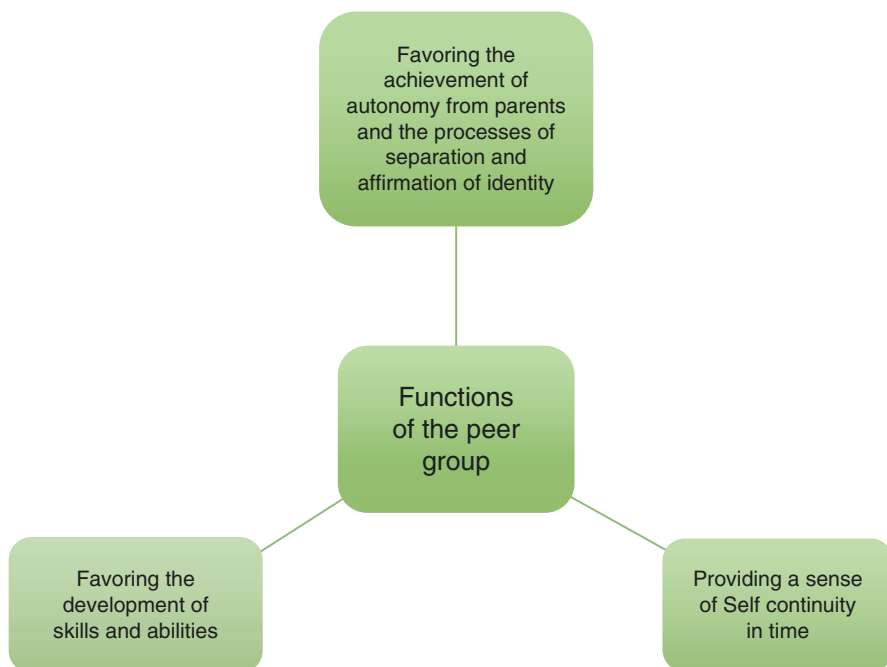 Favoring the
achievement of
autonomy from parents
and the processes of
separation and
affirmation of identity
Functions
of the peer
group
Favoring the
development of
skills and abilities
Providing a sense
of Self continuity
in time